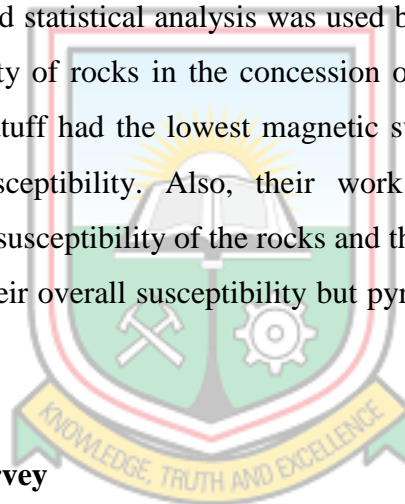 d statistical analysis was used b
ty of rocks in the concession o
tuff had the lowest magnetic s
sceptibility. Also, their work
susceptibility of the rocks and th
eir overall susceptibility but pyr
rvey
KNOWLEDGE, TRUTH AND EXCELLENCE